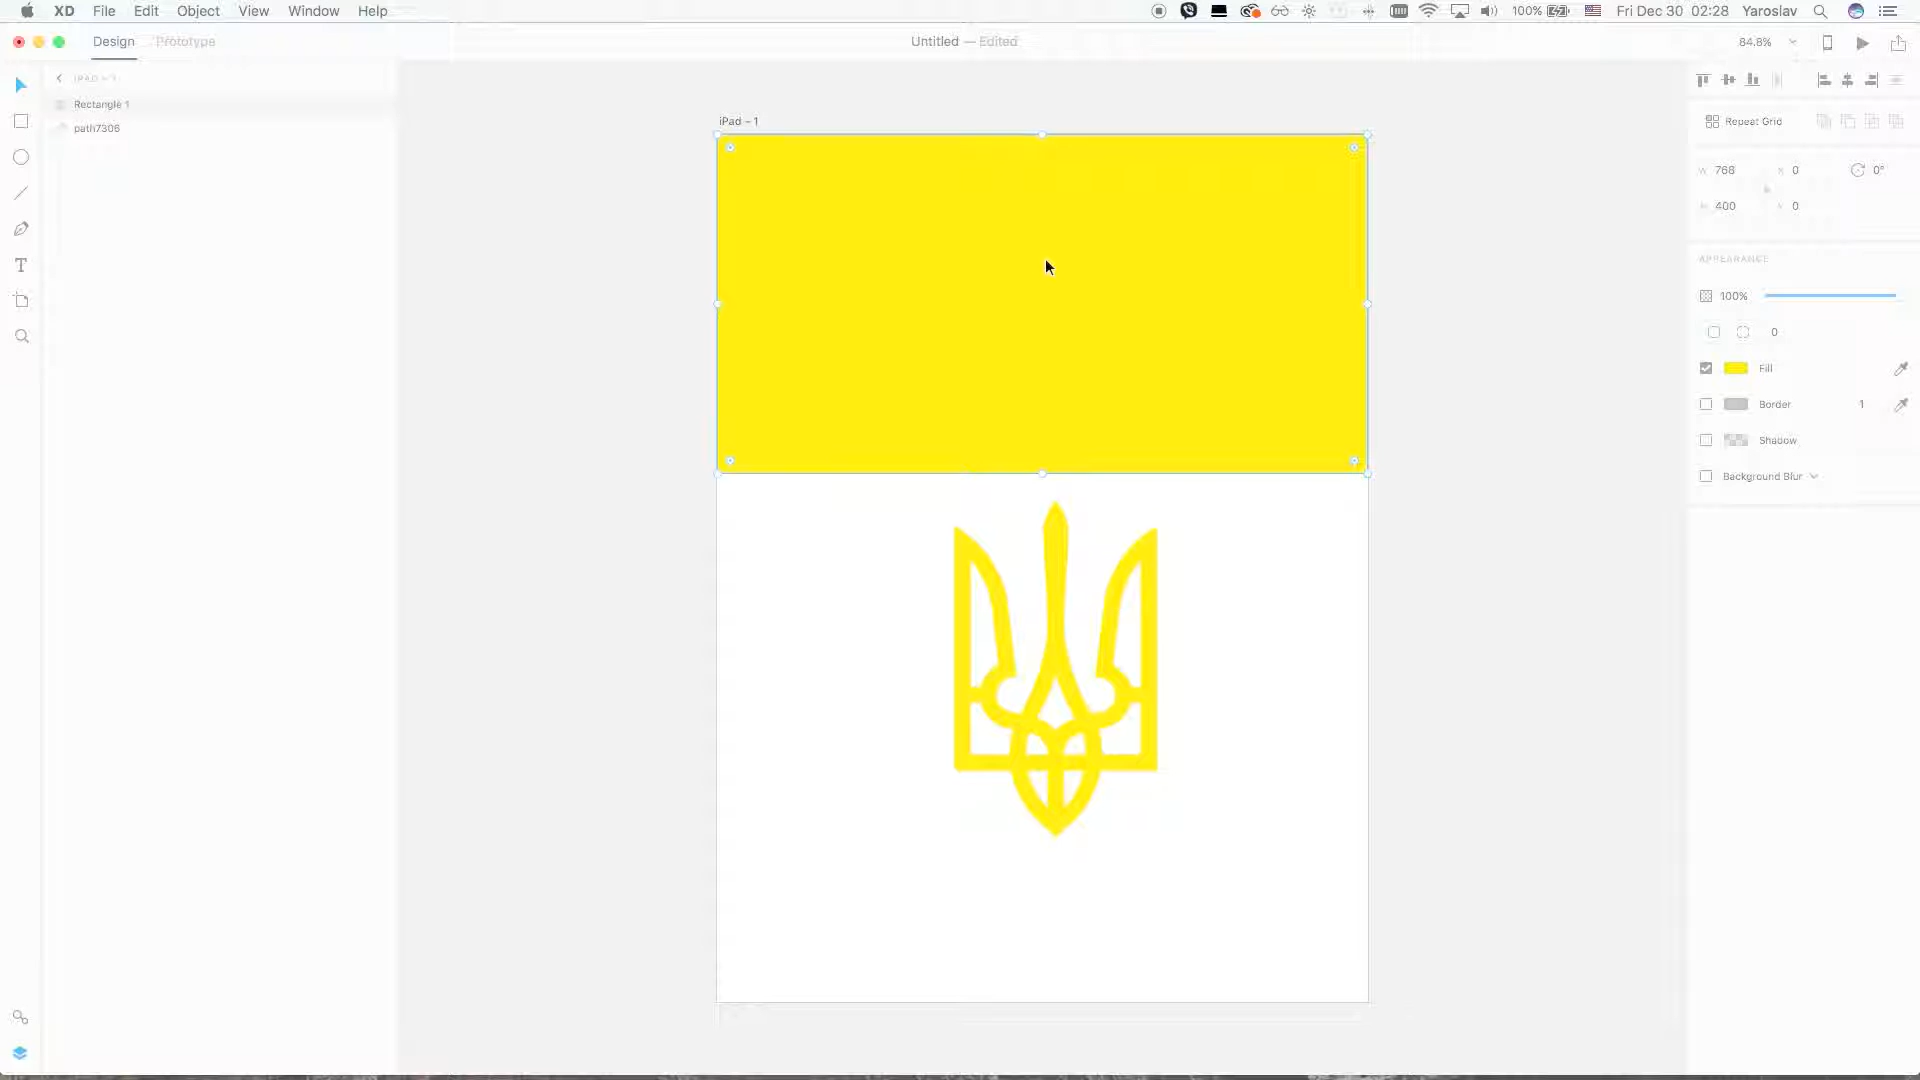 XD File Edit Object View Window Help 100% Fri Dec 30 02:28 Yaroslav
Design Prototype Untitled — Edited 84.8%
IPAD – 1
Rectangle 1
path7306
iPad – 1
Repeat Grid
W 768 X 0 0°
H 400 Y 0
APPEARANCE
100%
0
Fill
Border 1
Shadow
Background Blur